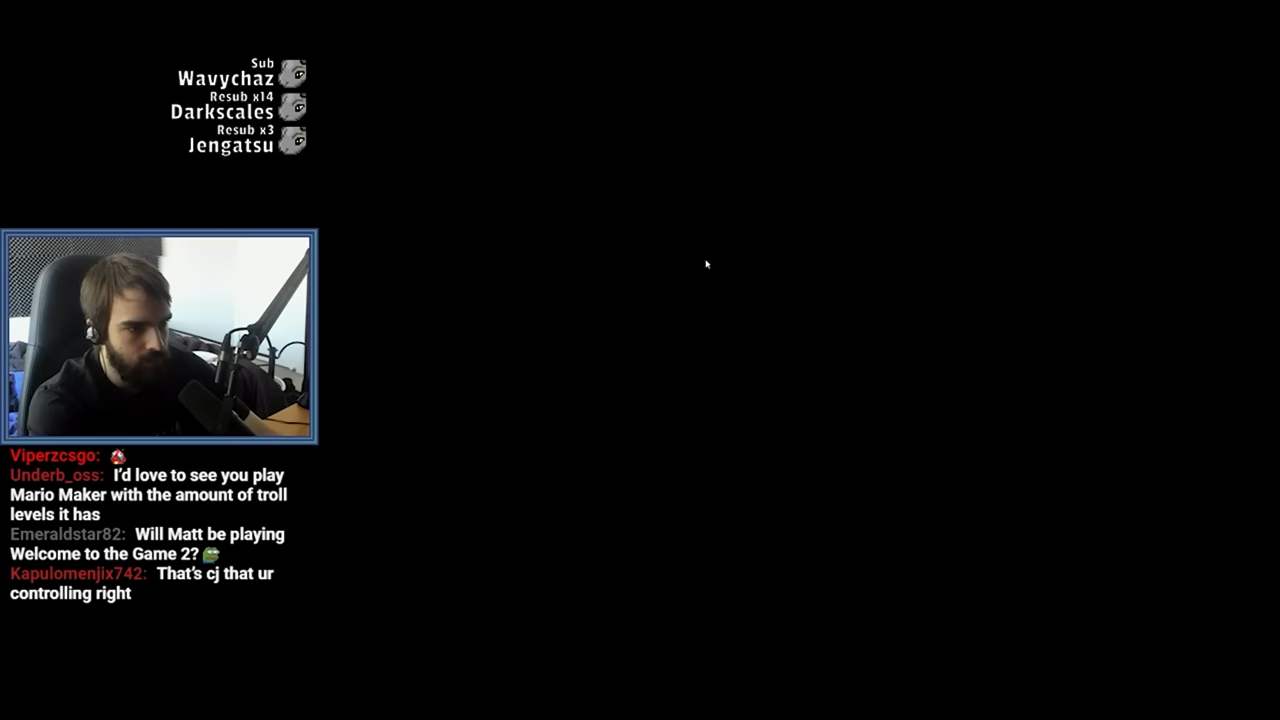 Sub
Wavychaz
Resub x14
Darkscales
Resub x3
Jengatsu
Viperzcsgo:
Underb_oss: I'd love to see you play
Mario Maker with the amount of troll
levels it has
Emeraldstar82: Will Matt be playing
Welcome to the Game 2?
Kapulomenjix742: That's cj that ur
controlling right